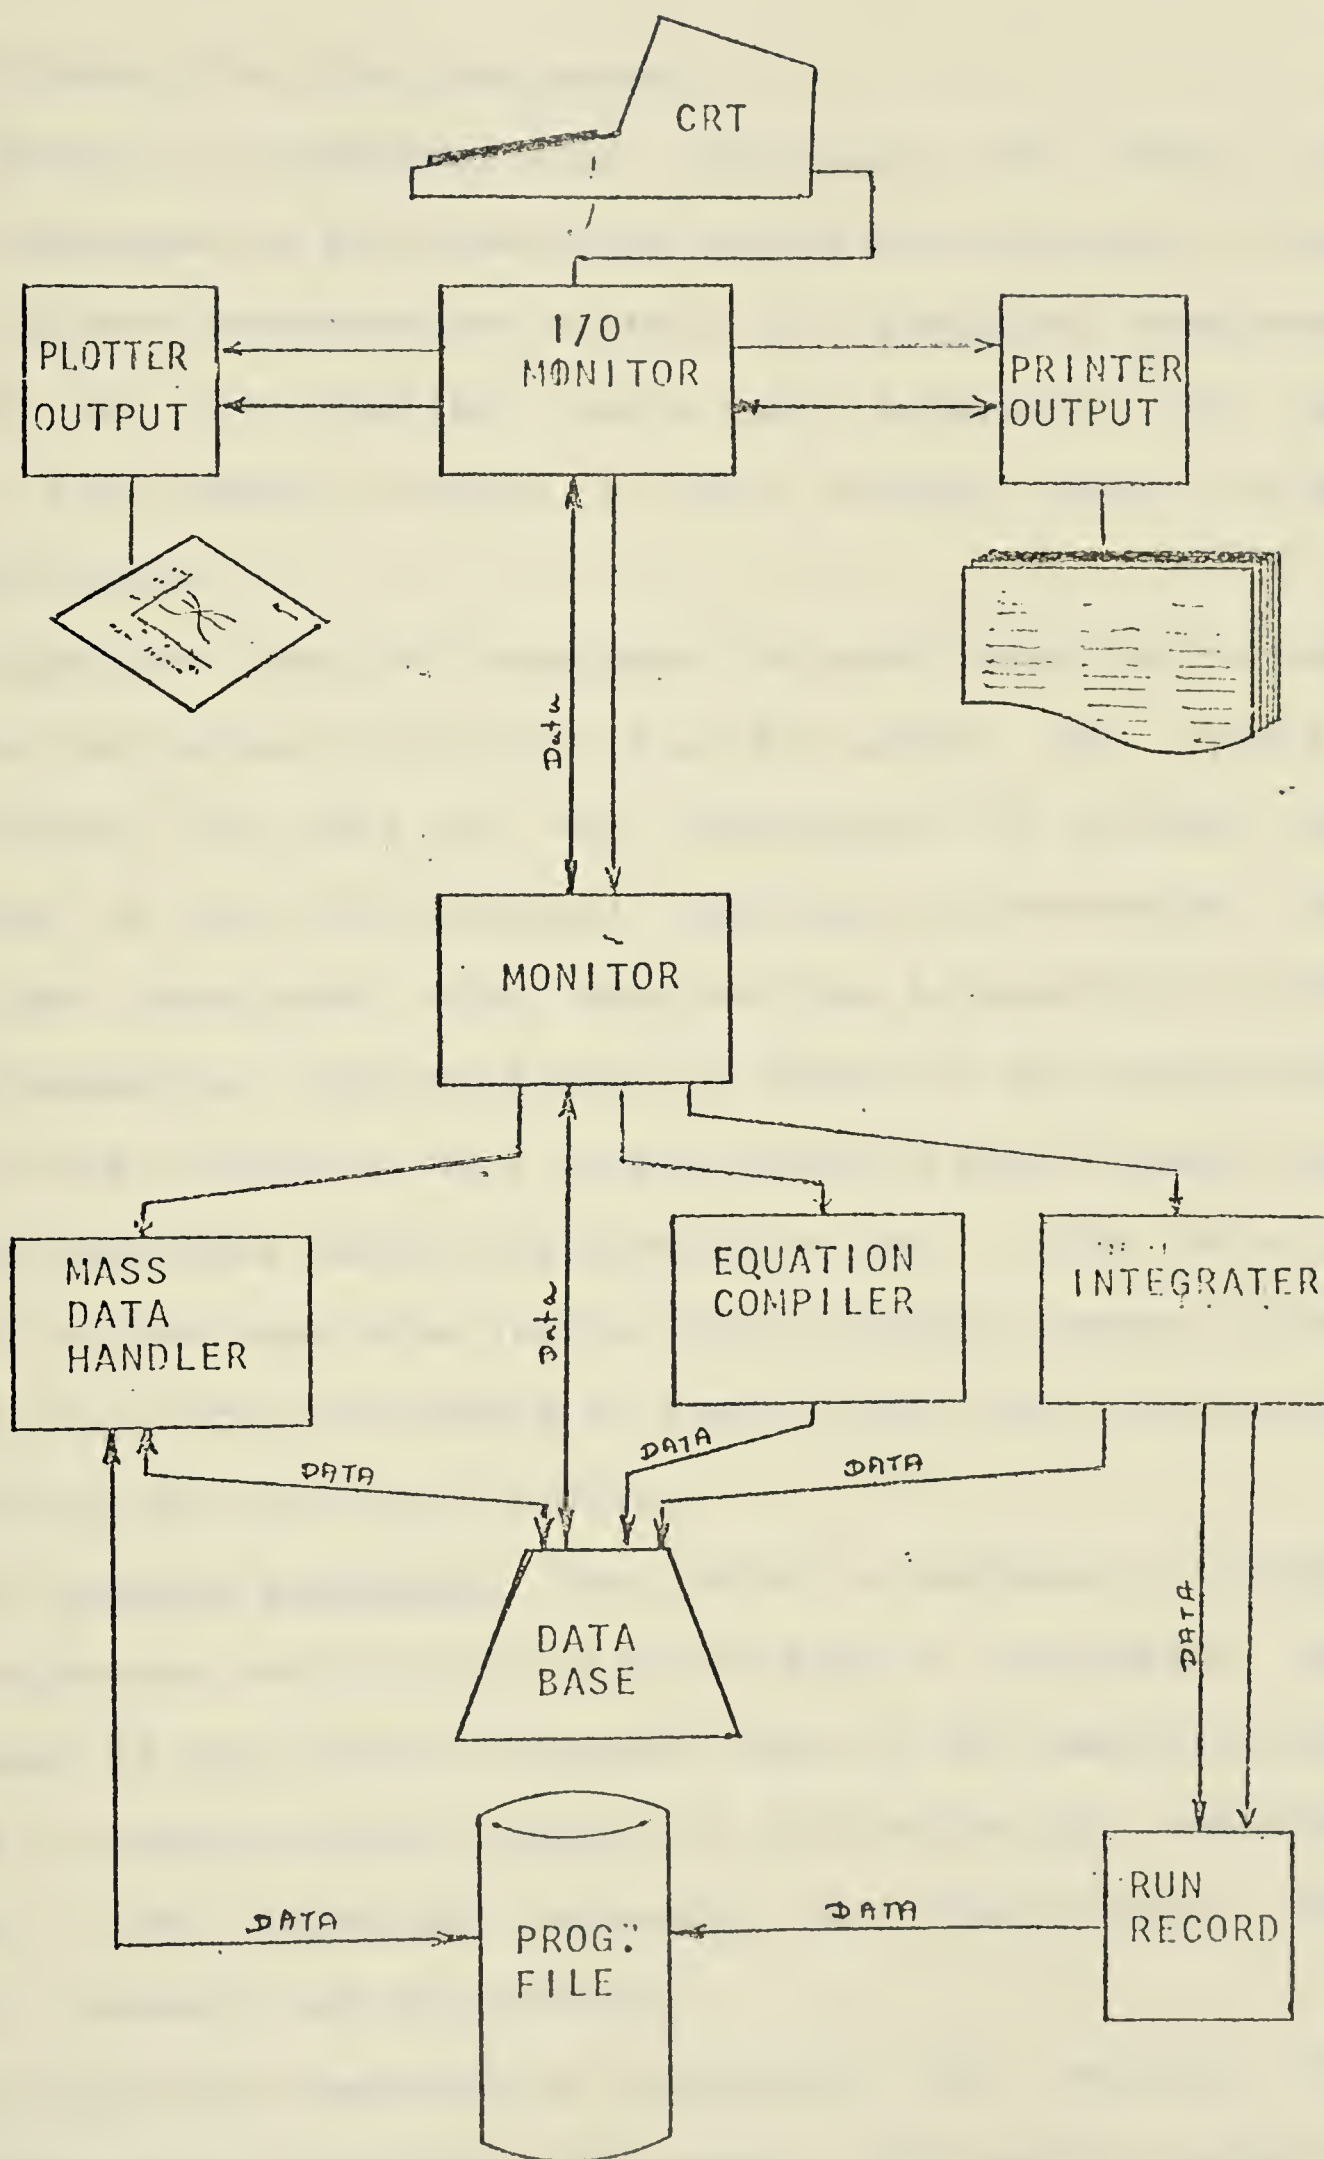 CRT
PLOTTER
OUTPUT
I/O
MONITOR
PRINTER
OUTPUT
Data
MONITOR
MASS
DATA
HANDLER
Data
EQUATION
COMPILER
INTEGRATER
DATA
DATA
DATA
DATA
BASE
DATA
PROG.
FILE
DATA
DATA
RUN
RECORD